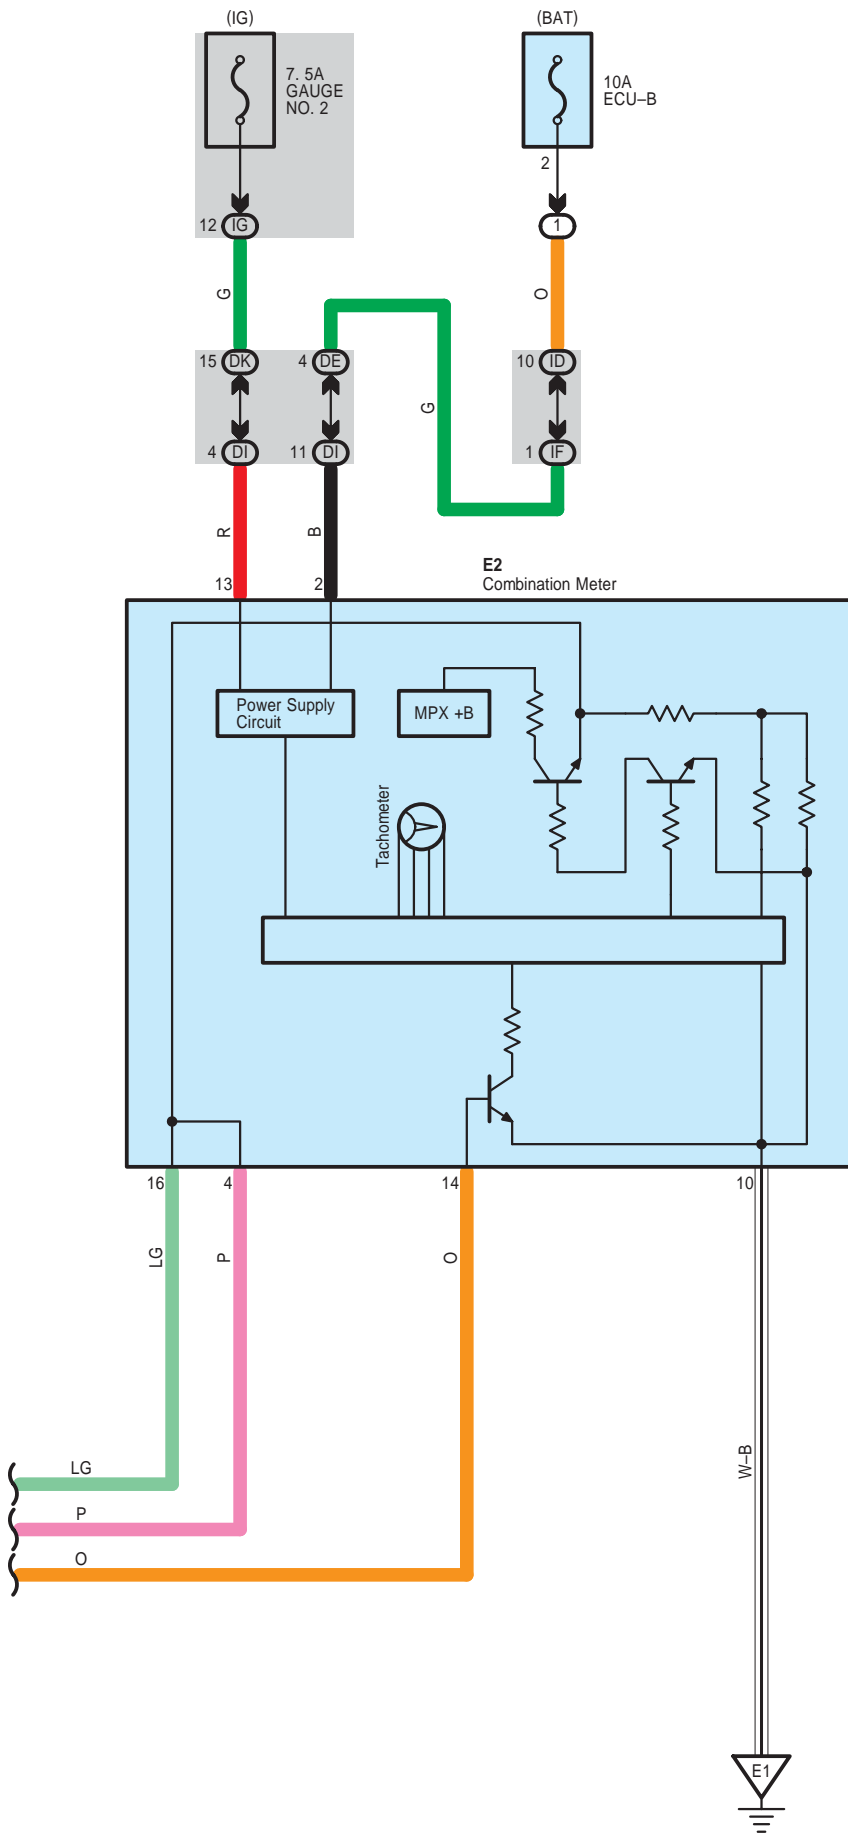 (IG)
(BAT)
7. 5A
GAUGE
NO. 2
10A
ECU–B
2
12
IG
1
G
O
15
DK
4
DE
10
ID
G
4
DI
11
DI
1
IF
R
B
E2
Combination Meter
13
2
Power Supply
Circuit
MPX +B
Tachometer
16
4
14
10
LG
P
O
W–B
LG
P
O
E1